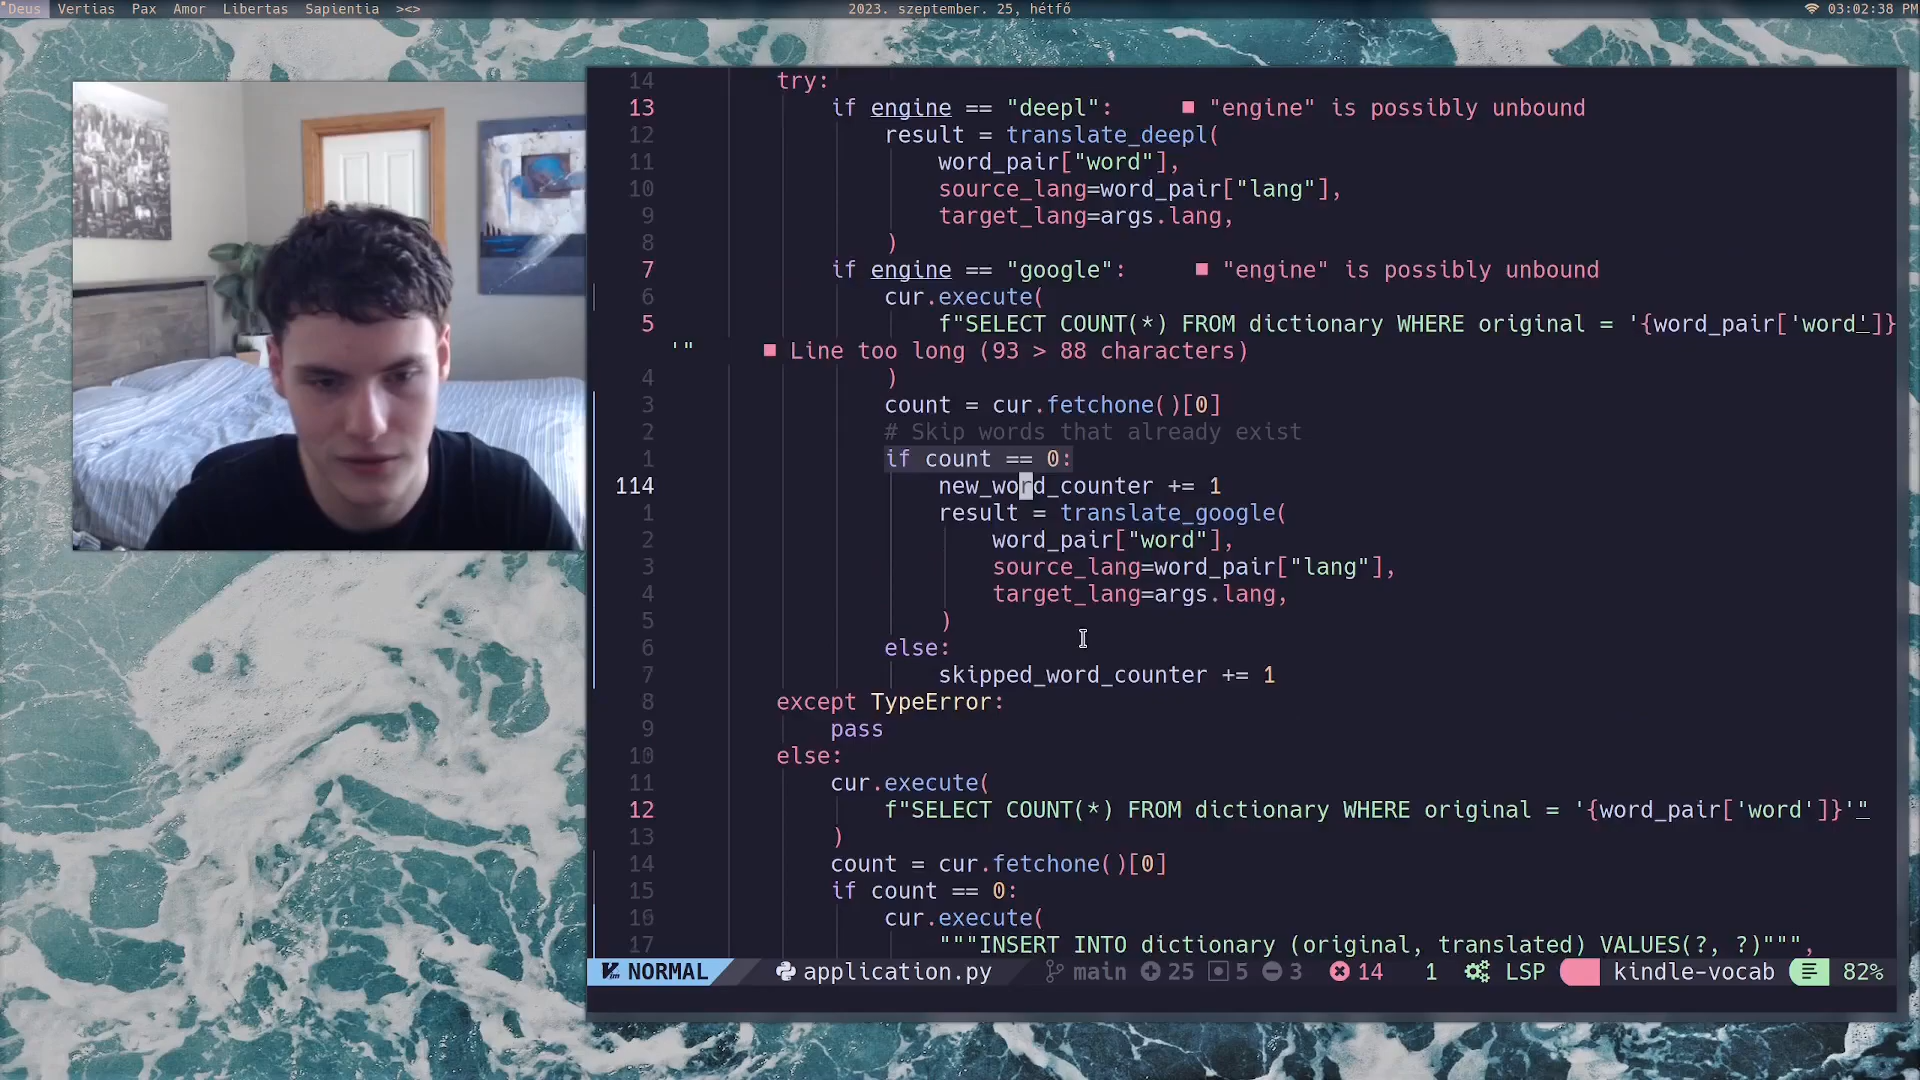 Deus Vertias Pax Amor Libertas Sapientia ><> 2023. szeptember. 25, hétfő 03:02:38 PM
14 try:
13 if engine == "deepl": ■ "engine" is possibly unbound
12 result = translate_deepl(
11 word_pair["word"],
10 source_lang=word_pair["lang"],
9 target_lang=args.lang,
8 )
7 if engine == "google": ■ "engine" is possibly unbound
6 cur.execute(
5 f"SELECT COUNT(*) FROM dictionary WHERE original = '{word_pair['word']}
'" ■ Line too long (93 > 88 characters)
4 )
3 count = cur.fetchone()[0]
2 # Skip words that already exist
1 if count == 0:
114 new_word_counter += 1
1 result = translate_google(
2 word_pair["word"],
3 source_lang=word_pair["lang"],
4 target_lang=args.lang,
5 )
6 else:
7 skipped_word_counter += 1
8 except TypeError:
9 pass
10 else:
11 cur.execute(
12 f"SELECT COUNT(*) FROM dictionary WHERE original = '{word_pair['word']}'"
13 )
14 count = cur.fetchone()[0]
15 if count == 0:
16 cur.execute(
17 """INSERT INTO dictionary (original, translated) VALUES(?, ?)""",
NORMAL application.py main 25 5 3 14 1 LSP kindle-vocab 82%